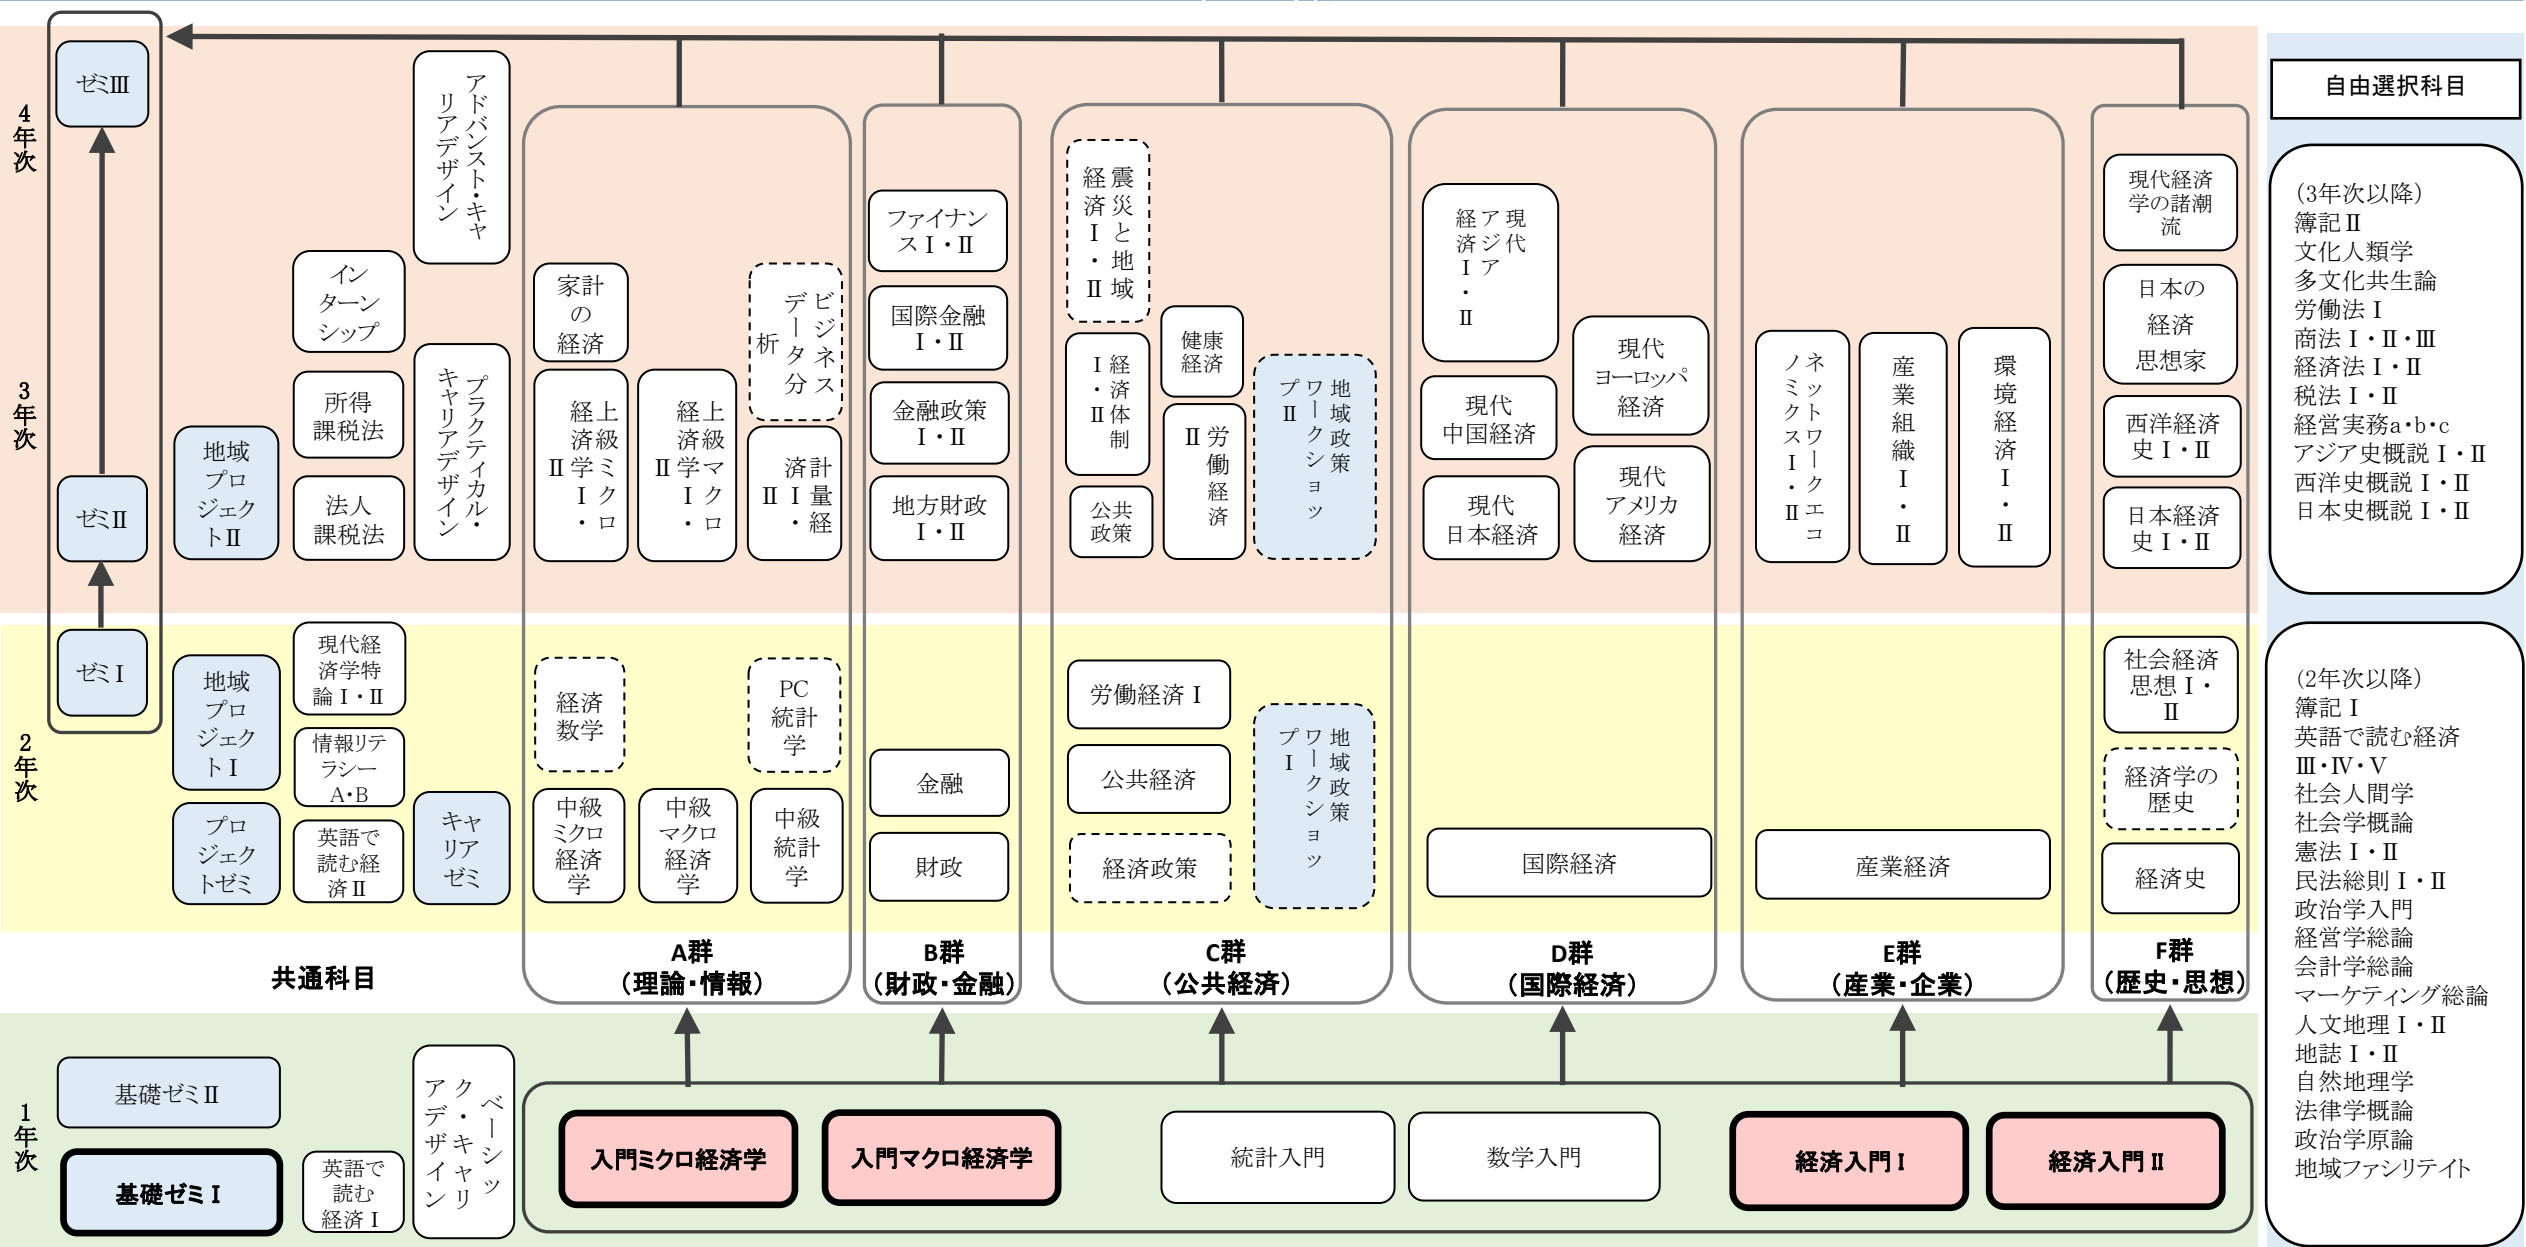 4年次
3年次
2年次
1年次
ゼミⅢ
ゼミⅡ
ゼミⅠ
アドバンスト・キャ
リアデザイン
イン
ターン
シップ
所得
課税法
法人
課税法
プラクティカル・
キャリアデザイン
地域
プロ
ジェク
トⅡ
現代経
済学特
論Ⅰ・Ⅱ
地域
プロ
ジェク
トⅠ
情報リテ
ラシー
A・B
プロ
ジェク
トゼミ
英語で
読む経
済Ⅱ
キャ
リア
ゼミ
共通科目
家計
の
経済
ビジネス
データ分
析
上級ミクロ
経済学Ⅰ・
Ⅱ
上級マクロ
経済学Ⅰ・
Ⅱ
計量経
済Ⅰ・
Ⅱ
経済
数学
PC
統計
学
中級
ミクロ
経済
学
中級
マクロ
経済
学
中級
統計
学
A群
(理論・情報)
ファイナン
スⅠ・Ⅱ
国際金融
Ⅰ・Ⅱ
金融政策
Ⅰ・Ⅱ
地方財政
Ⅰ・Ⅱ
金融
財政
B群
(財政・金融)
震災と地域
経済Ⅰ・Ⅱ
経済体制
Ⅰ・Ⅱ
健康
経済
公共
政策
労働経済
Ⅱ
地域政策
ワークショッ
プⅡ
労働経済Ⅰ
公共経済
経済政策
地域政策
ワークショッ
プⅠ
C群
(公共経済)
現代
アジア
経済Ⅰ・Ⅱ
現代
ヨーロッパ
経済
現代
中国経済
現代
アメリカ
経済
現代
日本経済
国際経済
D群
(国際経済)
ネットワークエコ
ノミクスⅠ・Ⅱ
産業組織Ⅰ・Ⅱ
環境経済Ⅰ・Ⅱ
産業経済
E群
(産業・企業)
現代経済
学の諸潮
流
日本の
経済
思想家
西洋経済
史Ⅰ・Ⅱ
日本経済
史Ⅰ・Ⅱ
社会経済
思想Ⅰ・
Ⅱ
経済学の
歴史
経済史
F群
(歴史・思想)
基礎ゼミⅡ
基礎ゼミⅠ
英語で
読む
経済Ⅰ
ベーシッ
ク・キャリ
アデザイン
入門ミクロ経済学
入門マクロ経済学
統計入門
数学入門
経済入門Ⅰ
経済入門Ⅱ
自由選択科目
(3年次以降)
簿記Ⅱ
文化人類学
多文化共生論
労働法Ⅰ
商法Ⅰ・Ⅱ・Ⅲ
経済法Ⅰ・Ⅱ
税法Ⅰ・Ⅱ
経営実務a・b・c
アジア史概説Ⅰ・Ⅱ
西洋史概説Ⅰ・Ⅱ
日本史概説Ⅰ・Ⅱ
(2年次以降)
簿記Ⅰ
英語で読む経済
Ⅲ・Ⅳ・Ⅴ
社会人間学
社会学概論
憲法Ⅰ・Ⅱ
民法総則Ⅰ・Ⅱ
政治学入門
経営学総論
会計学総論
マーケティング総論
人文地理Ⅰ・Ⅱ
地誌Ⅰ・Ⅱ
自然地理学
法律学概論
政治学原論
地域ファシリテイト